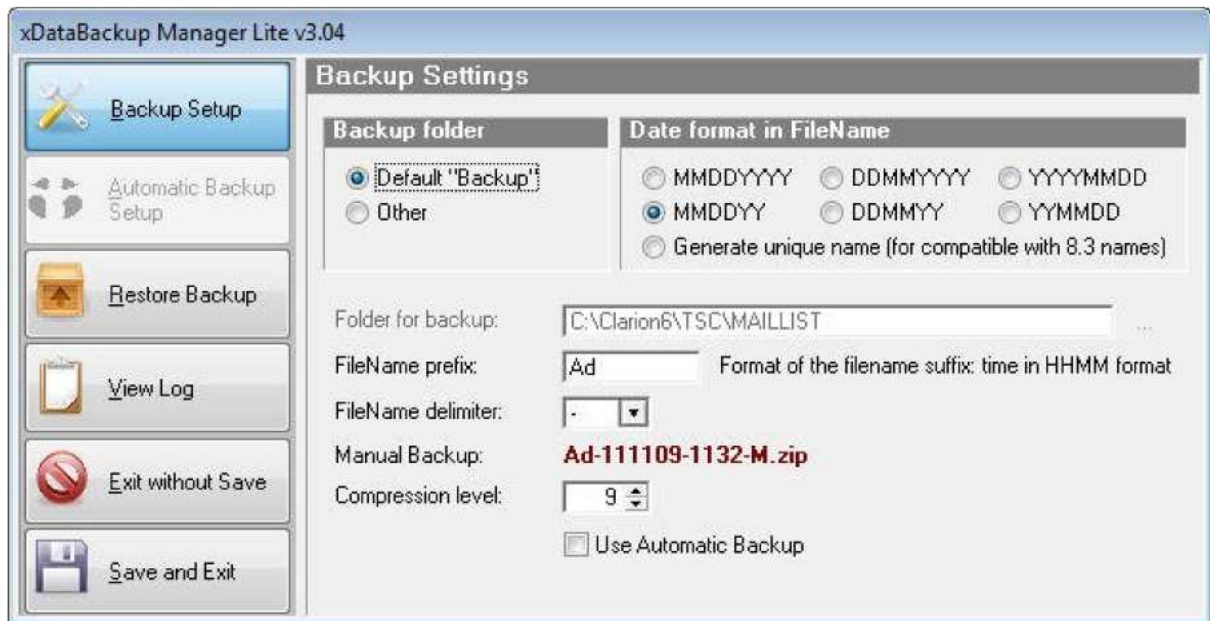 xDataBackup Manager Lite v3.04
Backup Setup
Automatic Backup
Setup
Restore Backup
View Log
Exit without Save
Save and Exit
Backup Settings
Backup folder
Default "Backup"
Other
Date format in FileName
MMDDYYYY DDMMYYYY YYYYMMDD
MMDDYY DDMMYY YYMMDD
Generate unique name (for compatible with 8.3 names)
Folder for backup: C:\Clarion6\TSC\MAILLIST ...
FileName prefix: Ad Format of the filename suffix: time in HHMM format
FileName delimiter: -
Manual Backup: Ad-111109-1132-M.zip
Compression level: 9
Use Automatic Backup